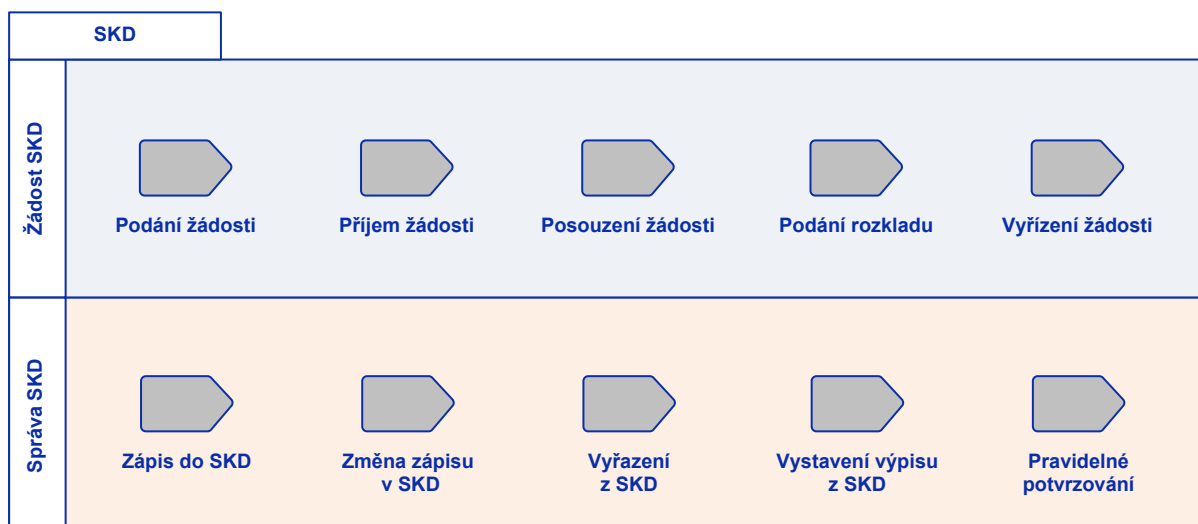 SKD
Žádost SKD
Podání žádosti
Příjem žádosti
Posouzení žádosti
Podání rozkladu
Vyřízení žádosti
Správa SKD
Zápis do SKD
Změna zápisu
v SKD
Vyřazení
z SKD
Vystavení výpisu
z SKD
Pravidelné
potvrzování